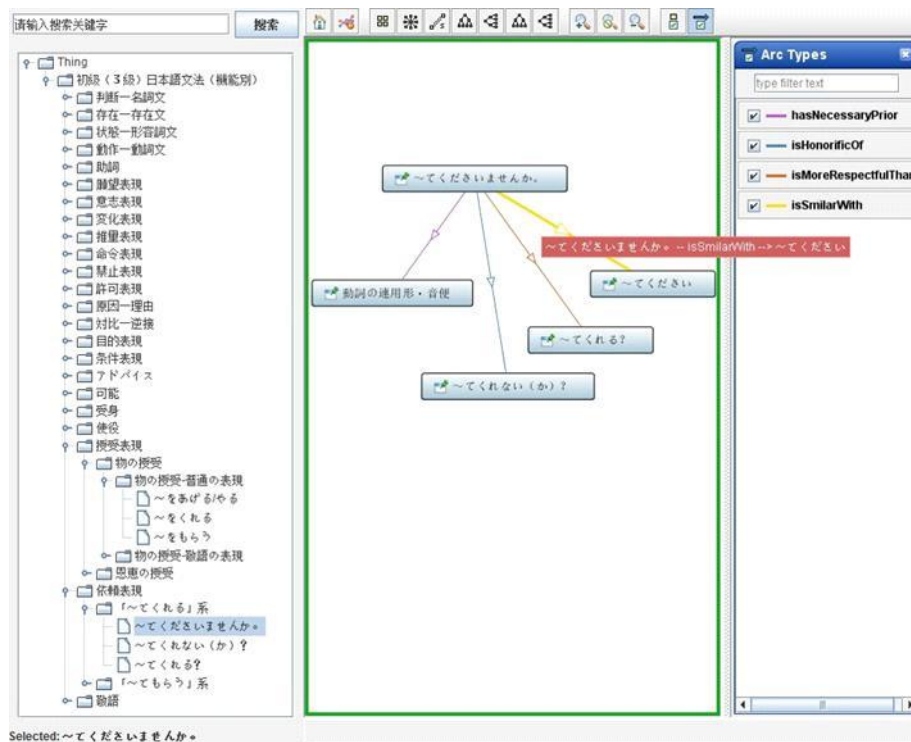 请输入搜索关键字
搜索
Thing
初級（３級）日本語文法（機能別）
判断一名詞文
存在一存在文
状態一形容詞文
動作一動詞文
助詞
願望表現
意志表現
変化表現
推量表現
命令表現
禁止表現
許可表現
原因一理由
対比一逆接
目的表現
条件表現
アドバイス
可能
受身
使役
授受表現
物の授受
物の授受-普通の表現
～をあげる/やる
～をくれる
～をもらう
物の授受-敬語の表現
恩恵の授受
依頼表現
「～てくれる」系
～てくださいませんか。
～てくれない（か）？
～てくれる？
「～てもらう」系
敬語
Selected:～てくださいませんか。
～てくださいませんか。
～てくださいませんか。 -- isSmilarWith --> ～てください
～てください
動詞の連用形・音便
～てくれる？
～てくれない（か）？
Arc Types
type filter text
hasNecessaryPrior
isHonorificOf
isMoreRespectfulThan
isSmilarWith